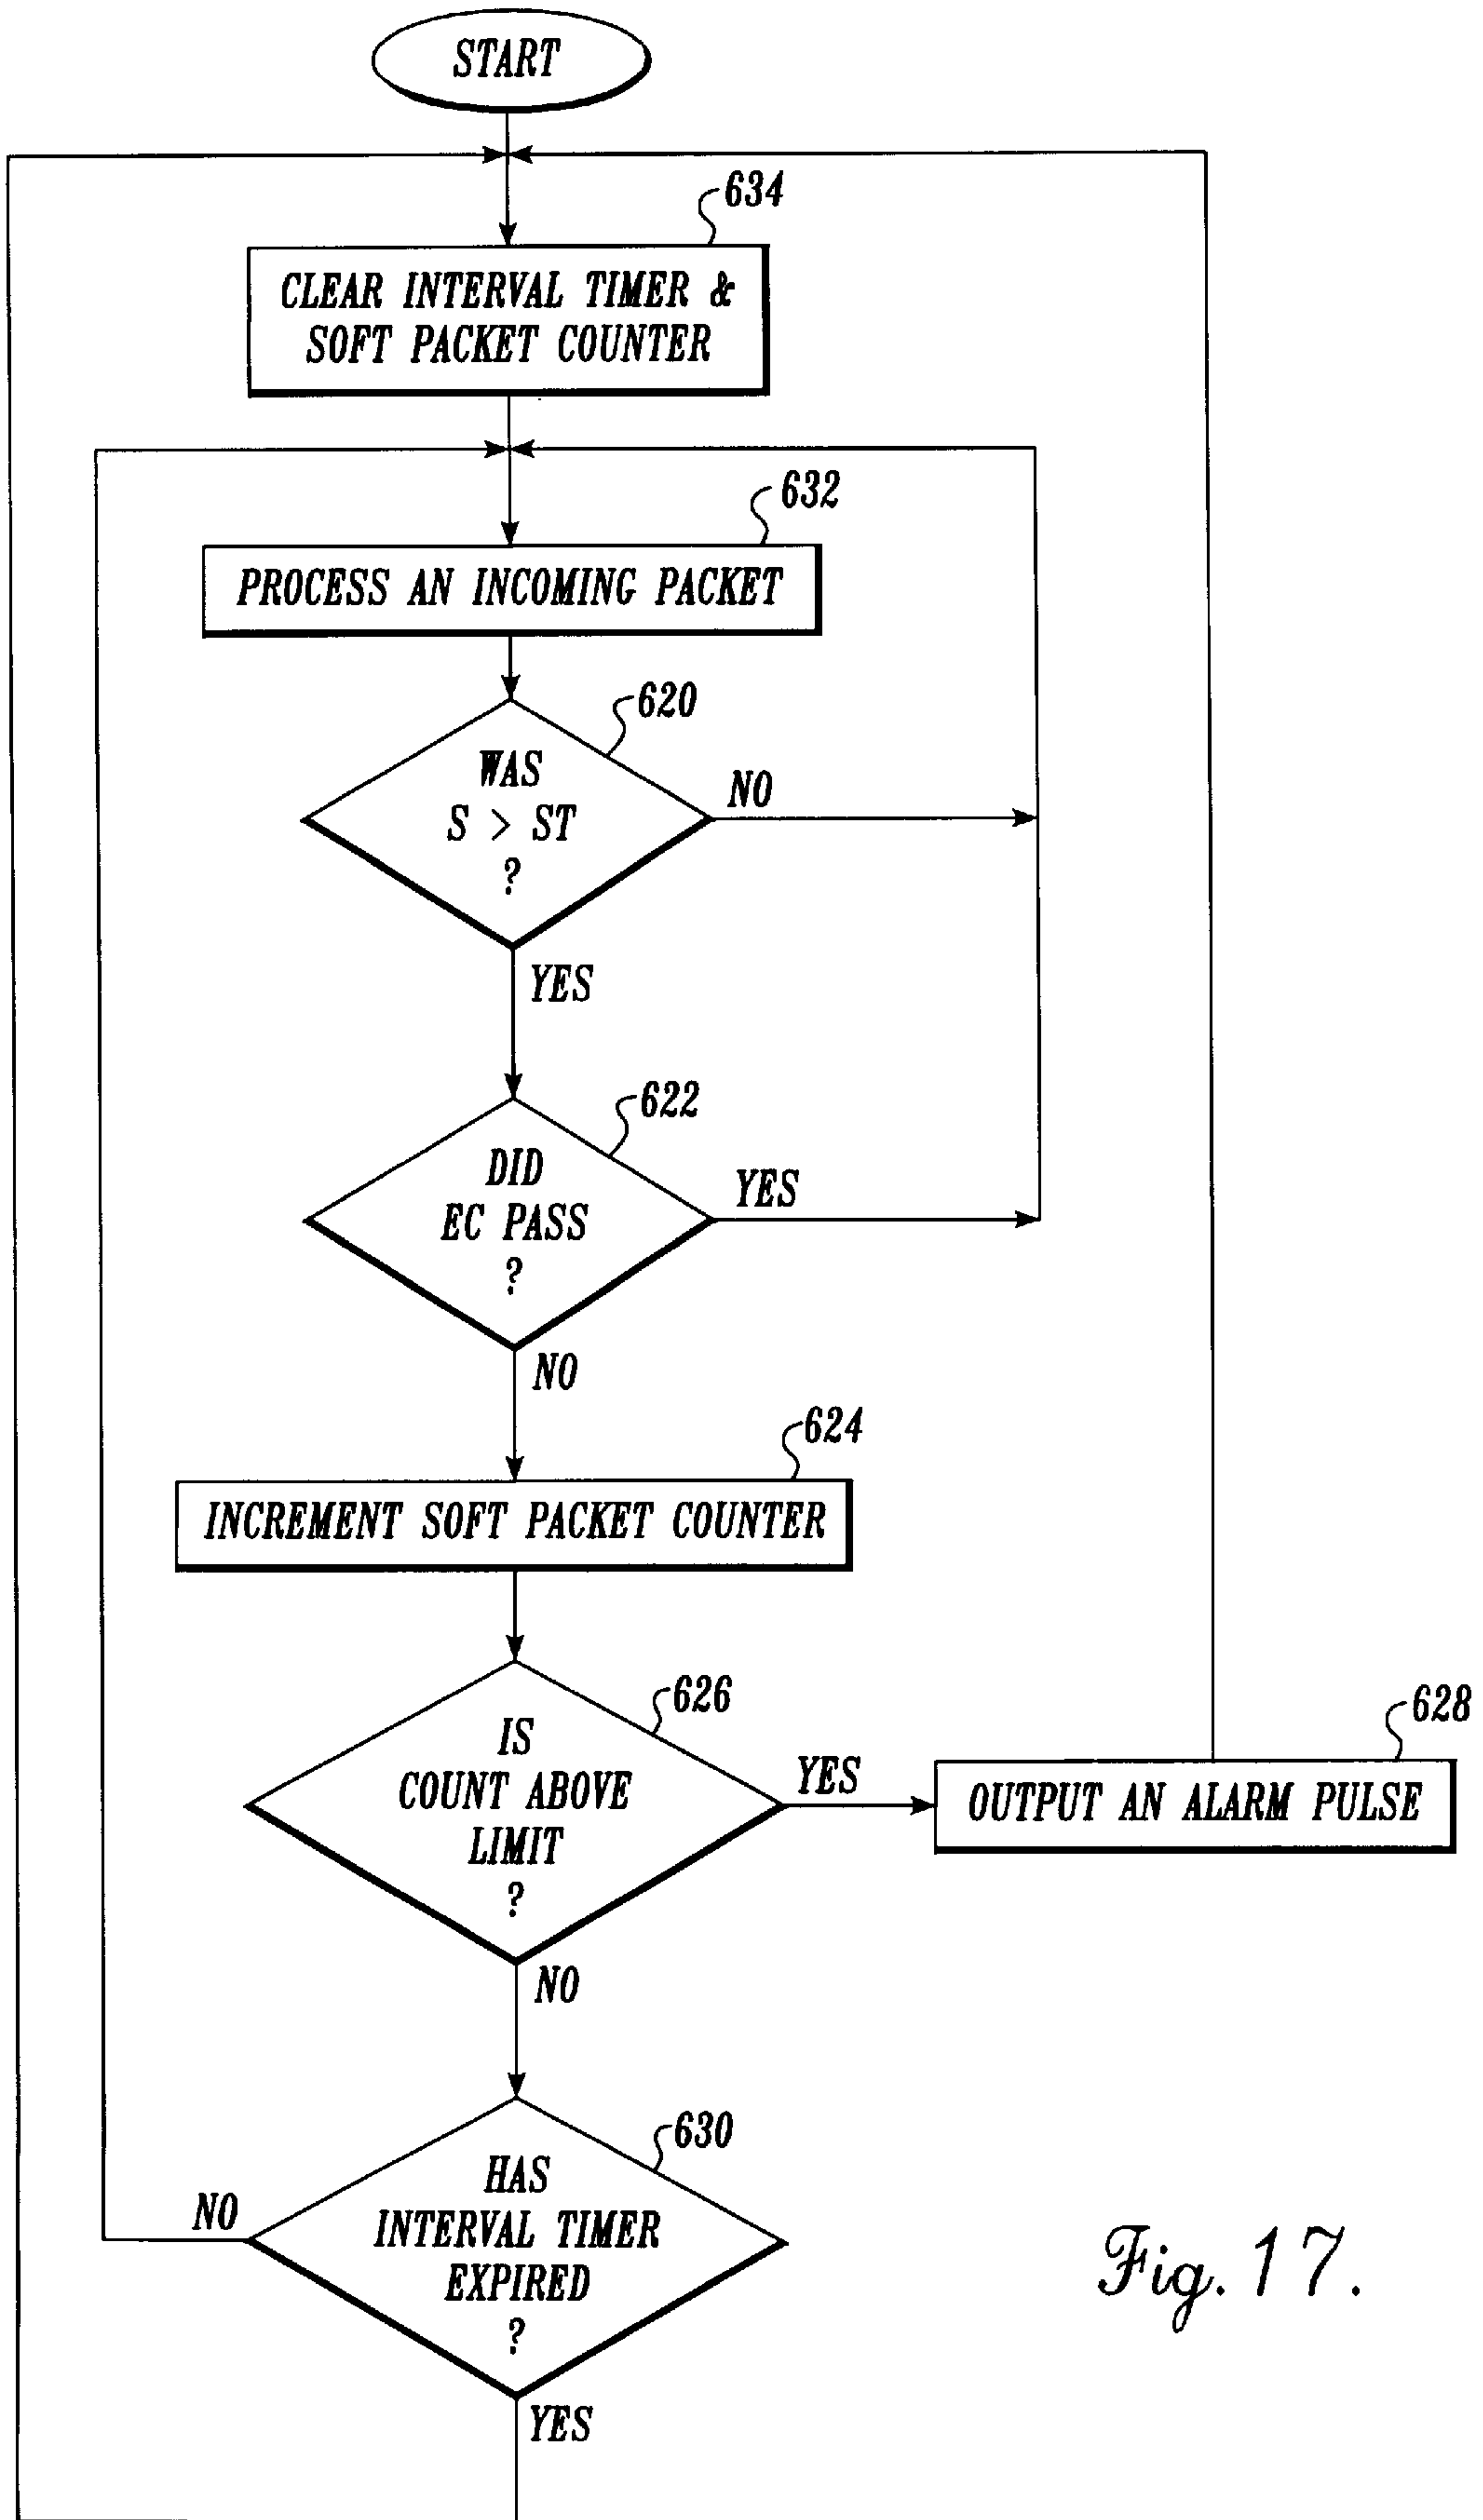 START
634
CLEAR INTERVAL TIMER &
SOFT PACKET COUNTER
632
PROCESS AN INCOMING PACKET
620
WAS
S > ST
?
NO
YES
622
DID
EC PASS
?
YES
NO
624
INCREMENT SOFT PACKET COUNTER
626
IS
COUNT ABOVE
LIMIT
?
YES
628
OUTPUT AN ALARM PULSE
NO
630
HAS
INTERVAL TIMER
EXPIRED
?
NO
YES
Fig. 17.